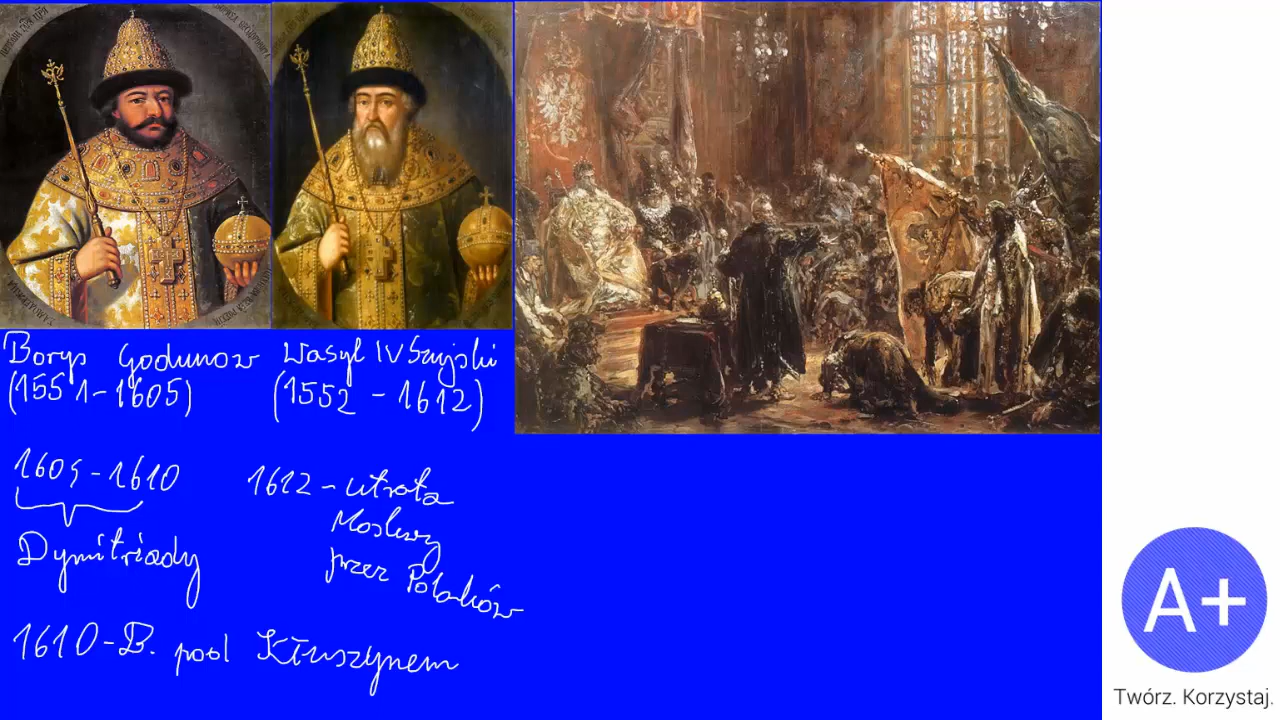 Borys Godunow
(1551-1605)
Wasyl IV Szujski
(1552 - 1612)
1605-1610
Dymitriady
1612 - utrata
Moskwy
przez Polaków
1610-B. pod Kłuszynem
A+
Twórz. Korzystaj.